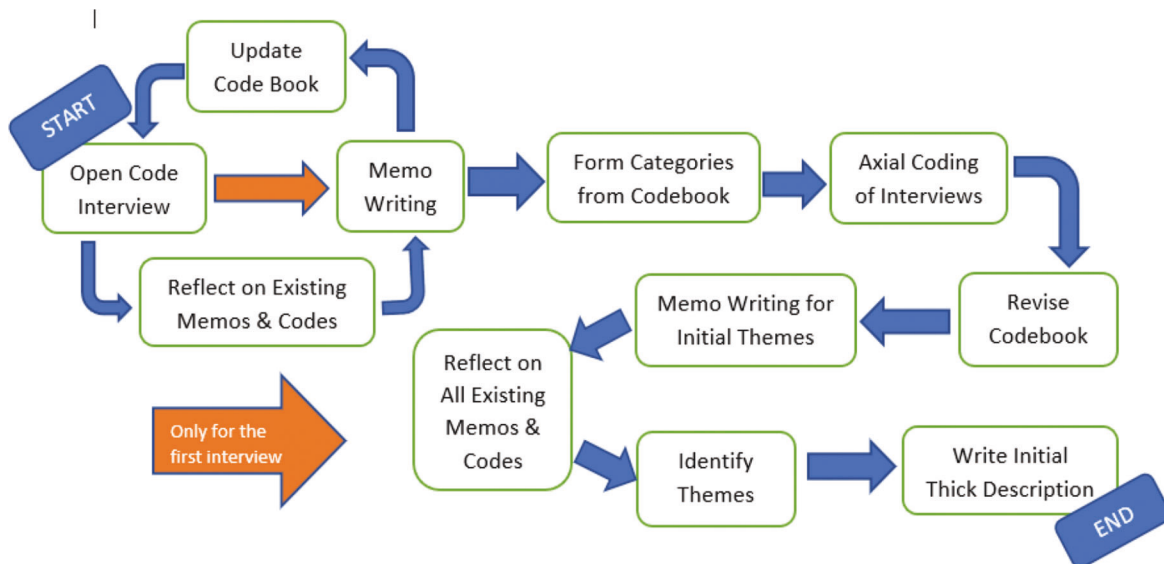 Update
Code Book
START
Open Code
Interview
Memo
Writing
Form Categories
from Codebook
Axial Coding
of Interviews
Reflect on Existing
Memos & Codes
Revise
Codebook
Memo Writing for
Initial Themes
Reflect on
All Existing
Memos &
Codes
Only for the
first interview
Identify
Themes
Write Initial
Thick Description
END